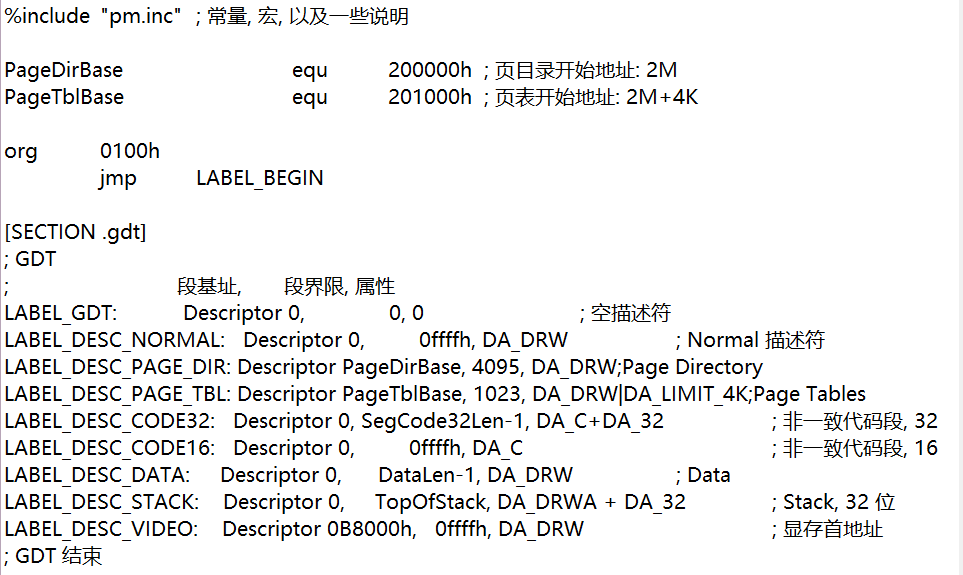 %include "pm.inc" ; 常量, 宏, 以及一些说明
PageDirBase equ 200000h ; 页目录开始地址: 2M
PageTblBase equ 201000h ; 页表开始地址: 2M+4K
org 0100h
jmp LABEL_BEGIN
[SECTION .gdt]
; GDT
; 段基址, 段界限, 属性
LABEL_GDT: Descriptor 0, 0, 0 ; 空描述符
LABEL_DESC_NORMAL: Descriptor 0, 0ffffh, DA_DRW ; Normal 描述符
LABEL_DESC_PAGE_DIR: Descriptor PageDirBase, 4095, DA_DRW;Page Directory
LABEL_DESC_PAGE_TBL: Descriptor PageTblBase, 1023, DA_DRW|DA_LIMIT_4K;Page Tables
LABEL_DESC_CODE32: Descriptor 0, SegCode32Len-1, DA_C+DA_32 ; 非一致代码段, 32
LABEL_DESC_CODE16: Descriptor 0, 0ffffh, DA_C ; 非一致代码段, 16
LABEL_DESC_DATA: Descriptor 0, DataLen-1, DA_DRW ; Data
LABEL_DESC_STACK: Descriptor 0, TopOfStack, DA_DRWA + DA_32 ; Stack, 32 位
LABEL_DESC_VIDEO: Descriptor 0B8000h, 0ffffh, DA_DRW ; 显存首地址
; GDT 结束